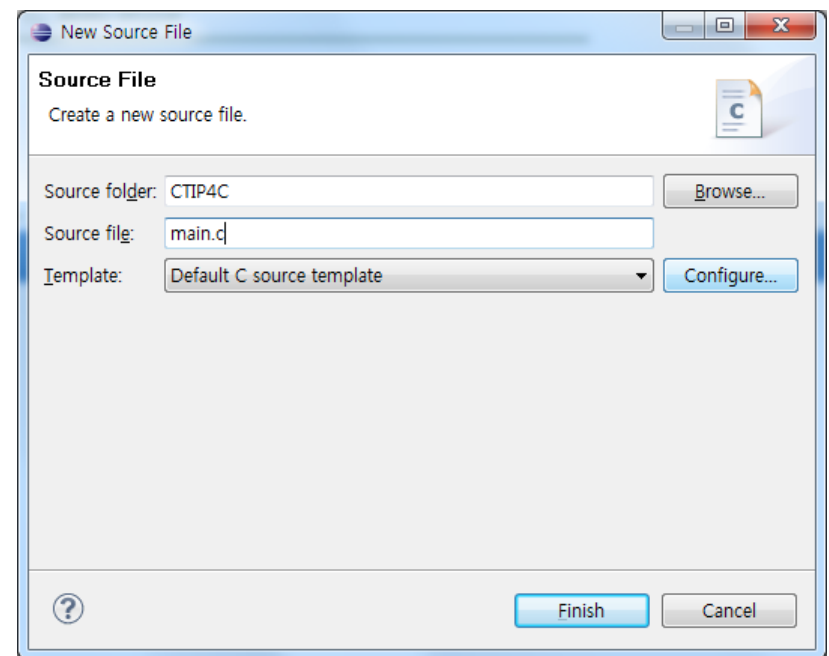 New Source File
Source File
Create a new source file.
C
Source folder: CTIP4C Browse...
Source file: main.c
Template: Default C source template Configure...
?
Finish Cancel